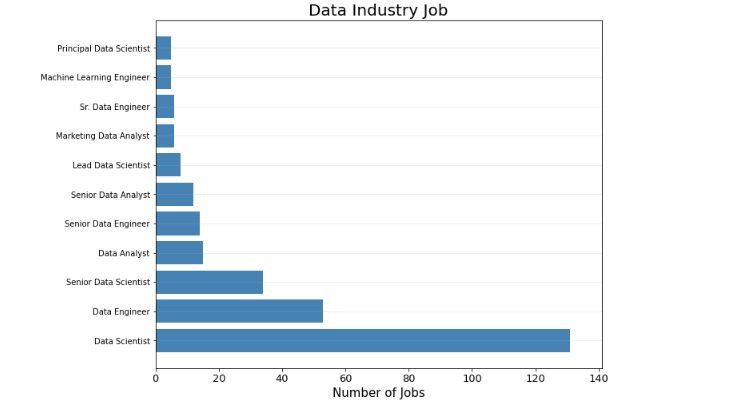 Data Industry Job
Principal Data Scientist
Machine Learning Engineer
Sr. Data Engineer
Marketing Data Analyst
Lead Data Scientist
Senior Data Analyst
Senior Data Engineer
Data Analyst
Senior Data Scientist
Data Engineer
Data Scientist
0 20 40 60 80 100 120 140
Number of Jobs